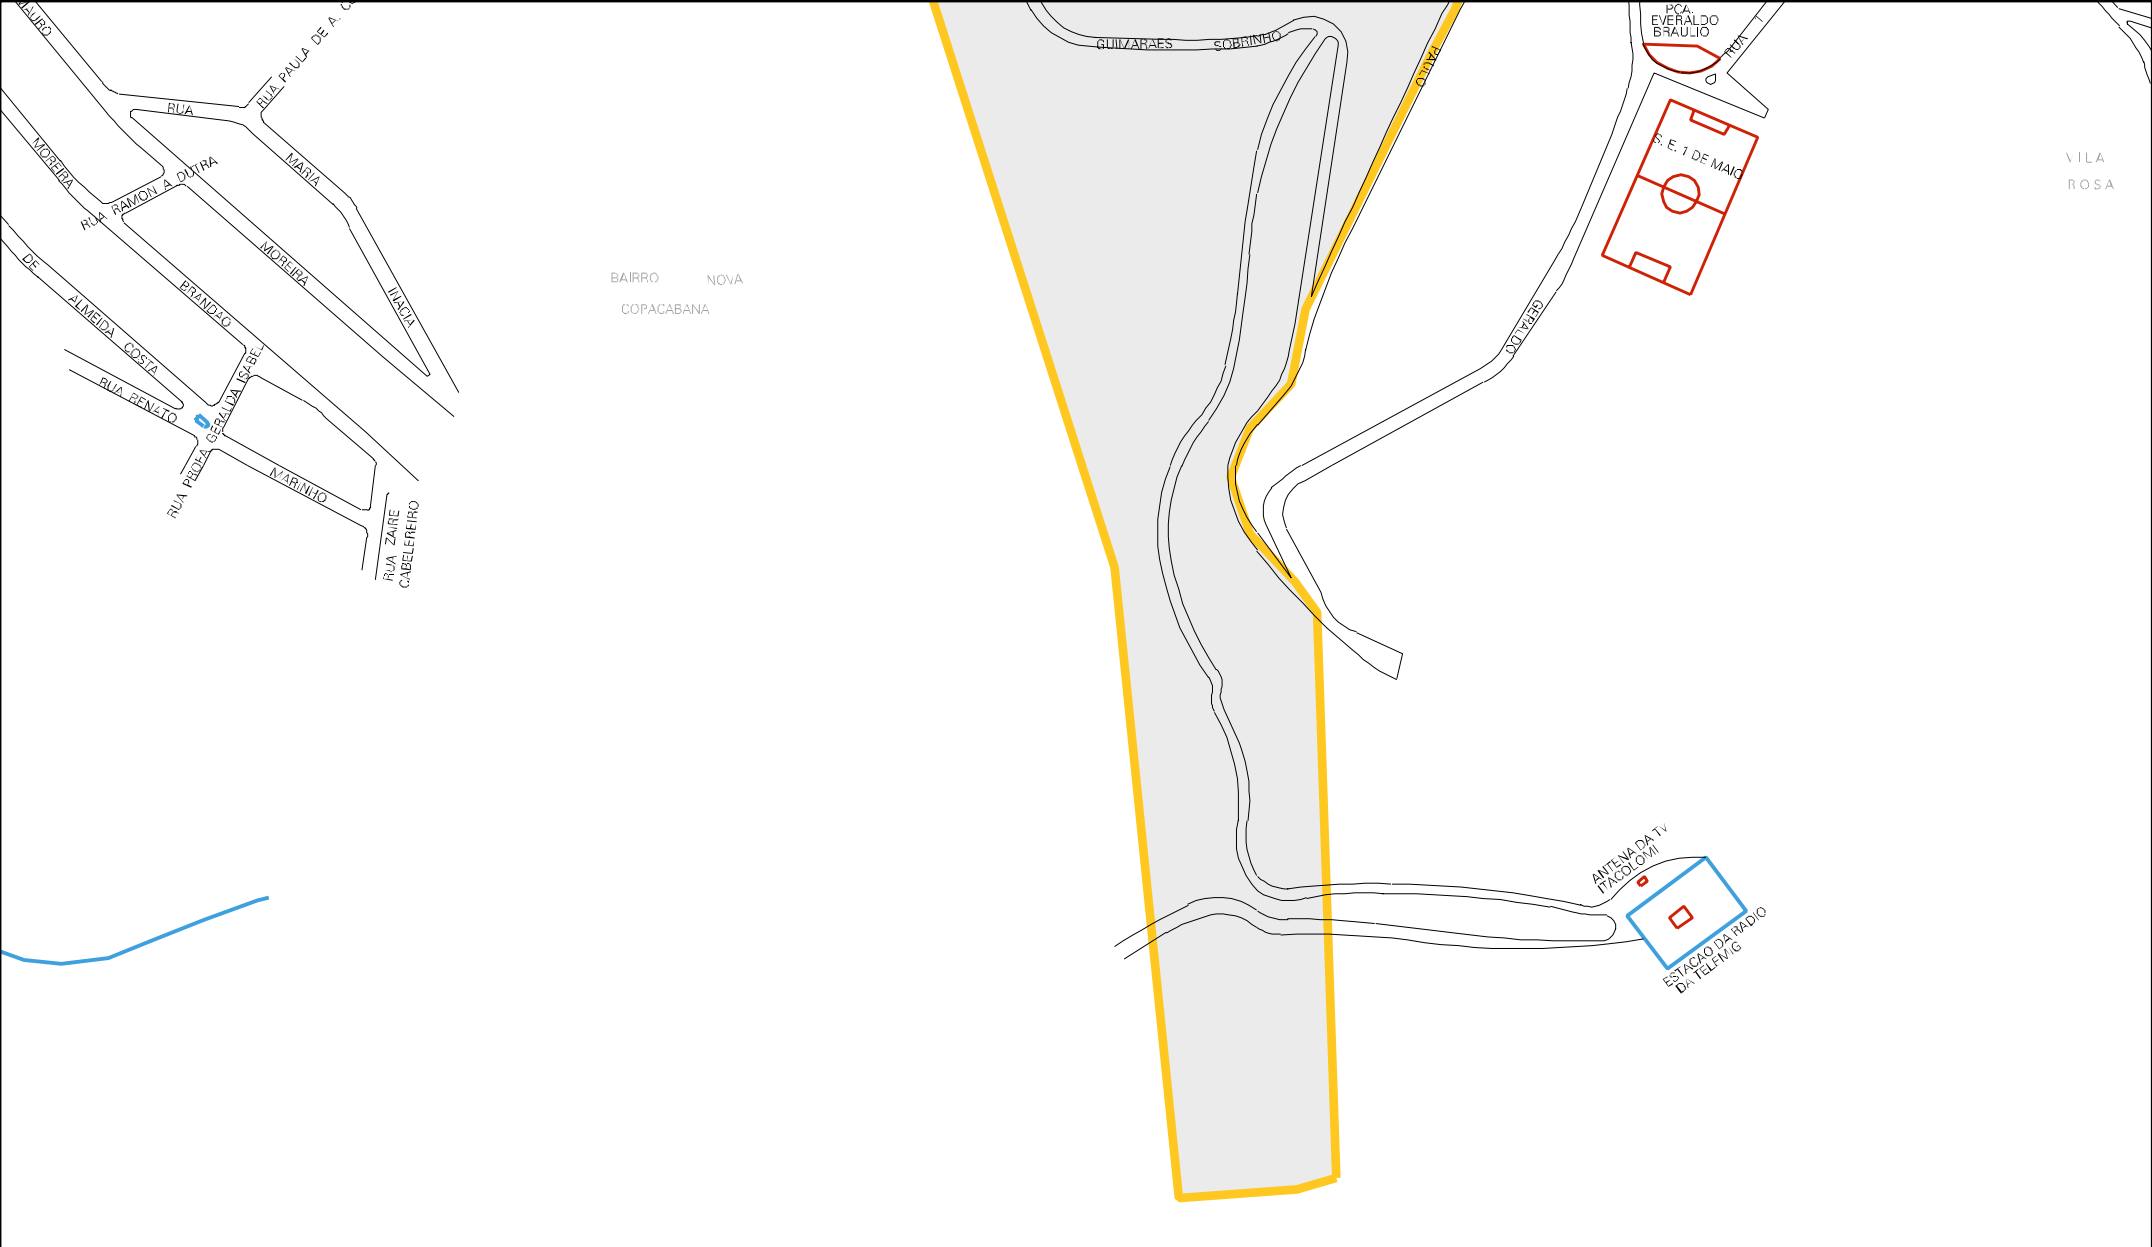 MAURO
RUA PAULA DE A.
RUA
MARIA
INACIA
MOREIRA
RUA RAMON A DUTRA
MOREIRA
BRANDAO
DE
ALMEIDA COSTA
RUA RENATO
MARINHO
RUA PROFA GERALDA ISABEL
RUA ZAIRE
CABELEREIRO
BAIRRO NOVA
COPACABANA
GUIMARAES SOBRINHO
PAULO
GERALDO
PCA.
EVERALDO
BRAULIO
RUA T
S. E. 1 DE MAIO
VILA
ROSA
ANTENA DA TV
ITACOLOMI
ESTACAO DA RADIO
DA TELEMIG